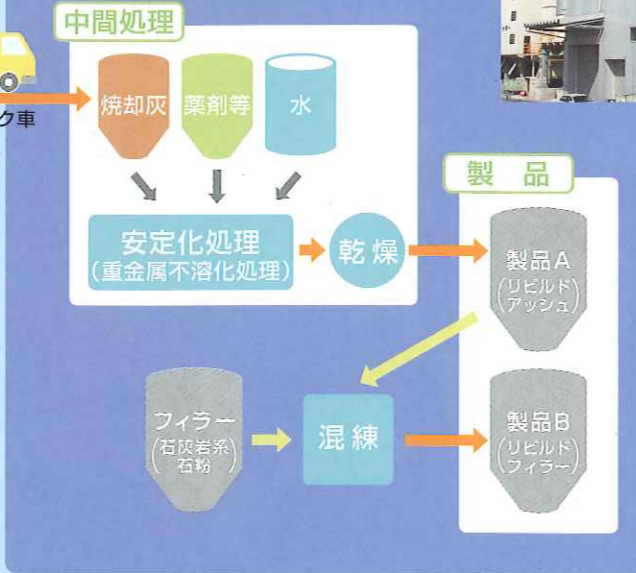 中間処理
ク車
焼却灰
薬剤等
水
安定化処理
(重金属不溶化処理)
乾燥
製品
製品A
(リビルド
アッシュ)
フィラー
(石灰岩系
石粉)
混練
製品B
(リビルド
フィラー)